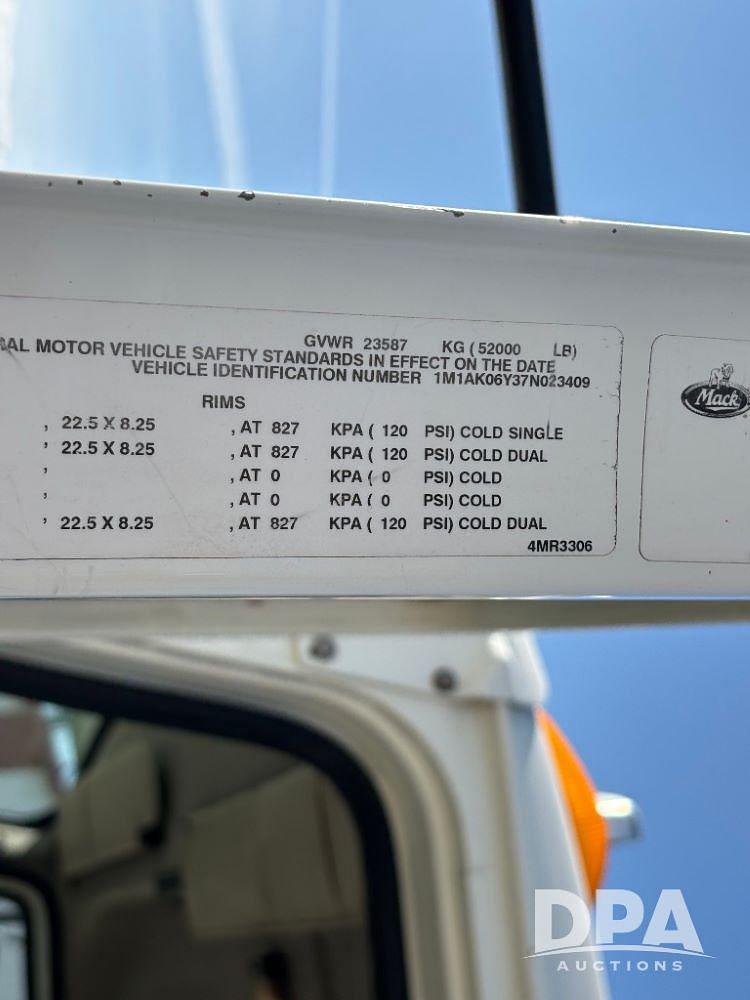 GVWR 23587 KG ( 52000 LB)
MOTOR VEHICLE SAFETY STANDARDS IN EFFECT ON THE DATE
VEHICLE IDENTIFICATION NUMBER 1M1AK06Y37N023409
RIMS
, 22.5 X 8.25 , AT 827 KPA ( 120 PSI) COLD SINGLE
, 22.5 X 8.25 , AT 827 KPA ( 120 PSI) COLD DUAL
, , AT 0 KPA ( 0 PSI) COLD
, , AT 0 KPA ( 0 PSI) COLD
, 22.5 X 8.25 , AT 827 KPA ( 120 PSI) COLD DUAL
4MR3306
Mack
DPA
AUCTIONS